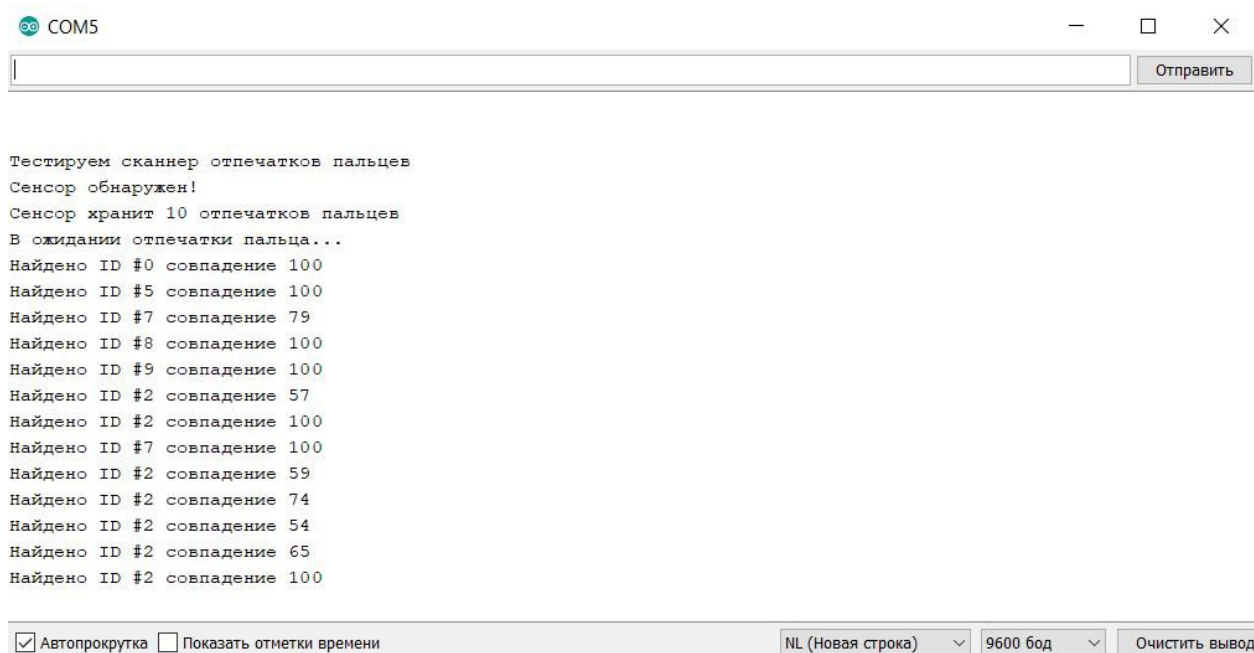 COM5
Отправить
Тестируем сканнер отпечатков пальцев
Сенсор обнаружен!
Сенсор хранит 10 отпечатков пальцев
В ожидании отпечатки пальца...
Найдено ID #0 совпадение 100
Найдено ID #5 совпадение 100
Найдено ID #7 совпадение 79
Найдено ID #8 совпадение 100
Найдено ID #9 совпадение 100
Найдено ID #2 совпадение 57
Найдено ID #2 совпадение 100
Найдено ID #7 совпадение 100
Найдено ID #2 совпадение 59
Найдено ID #2 совпадение 74
Найдено ID #2 совпадение 54
Найдено ID #2 совпадение 65
Найдено ID #2 совпадение 100
Автопрокрутка Показать отметки времени NL (Новая строка) 9600 бод Очистить вывод